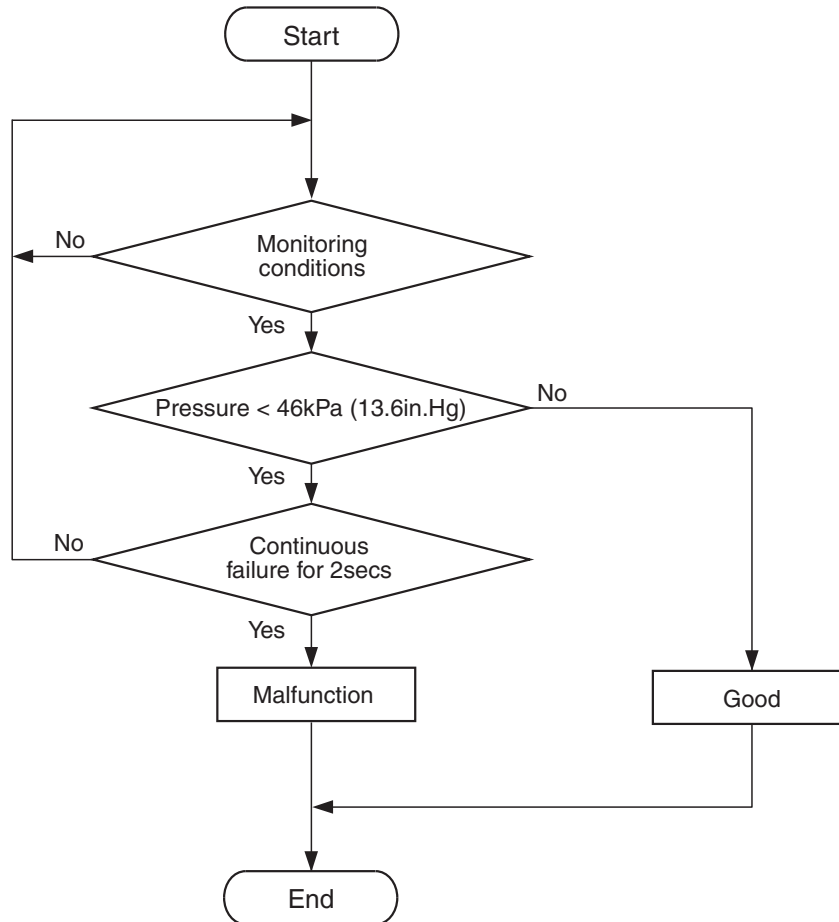 Start
No
Monitoring
conditions
Yes
Pressure < 46kPa (13.6in.Hg)
No
Yes
No
Continuous
failure for 2secs
Yes
Malfunction
Good
End